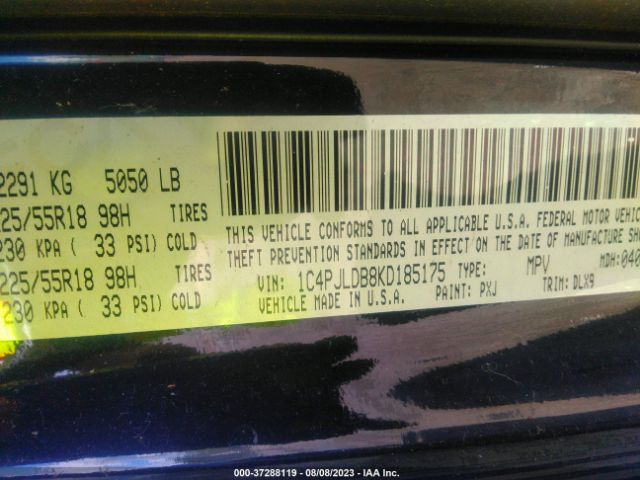 2291 KG 5050 LB
225/55R18 98H TIRES
230 KPA ( 33 PSI) COLD
225/55R18 98H TIRES
230 KPA ( 33 PSI) COLD
THIS VEHICLE CONFORMS TO ALL APPLICABLE U.S.A. FEDERAL MOTOR VEHIC
THEFT PREVENTION STANDARDS IN EFFECT ON THE DATE OF MANUFACTURE SHO
VIN: 1C4PJLDB8KD185175 TYPE: MPV MDH:040
VEHICLE MADE IN U.S.A. PAINT: PXJ TRIM: DLX9
000-37288119 - 08/08/2023 - IAA Inc.